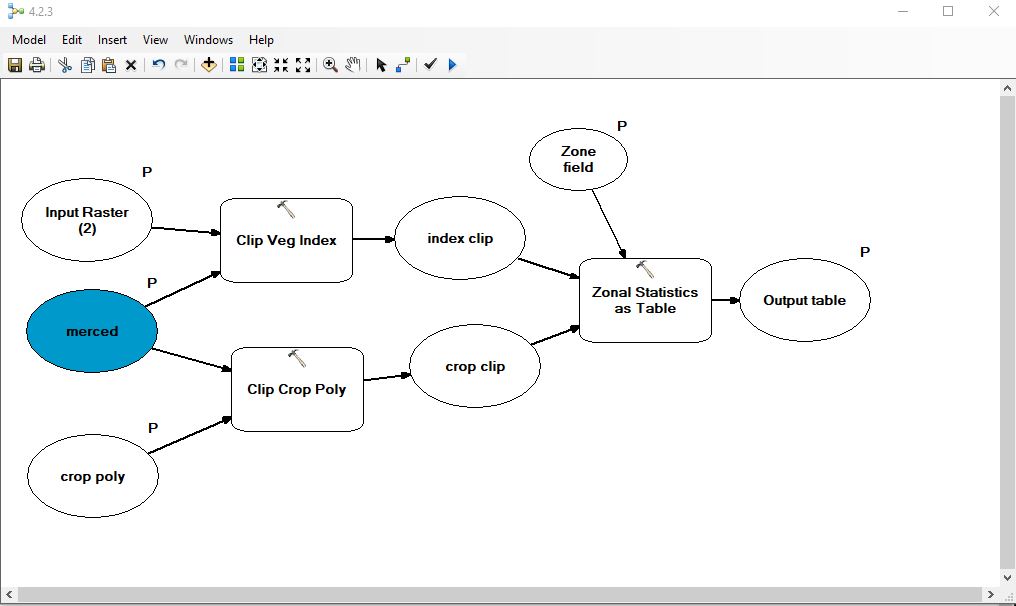 4.2.3
Model Edit Insert View Windows Help
P
Zone
field
P
Input Raster
(2)
Clip Veg Index
index clip
P
Zonal Statistics
as Table
Output table
P
merced
Clip Crop Poly
crop clip
P
crop poly